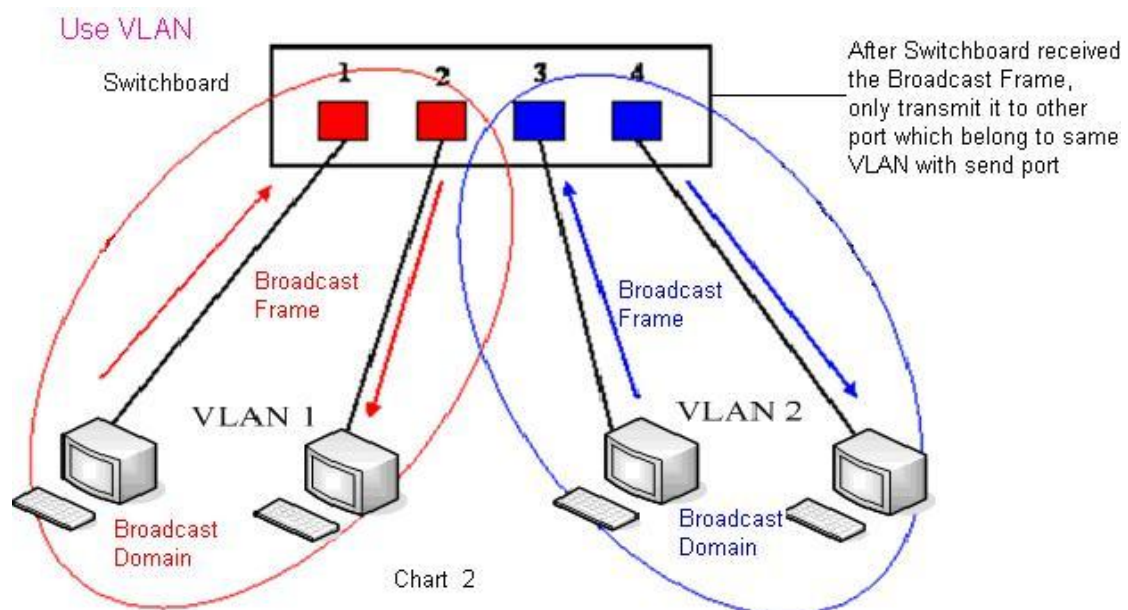 Use VLAN
Switchboard
1 2 3 4
After Switchboard received
the Broadcast Frame,
only transmit it to other
port which belong to same
VLAN with send port
Broadcast
Frame
Broadcast
Frame
VLAN 1
VLAN 2
Broadcast
Domain
Broadcast
Domain
Chart 2